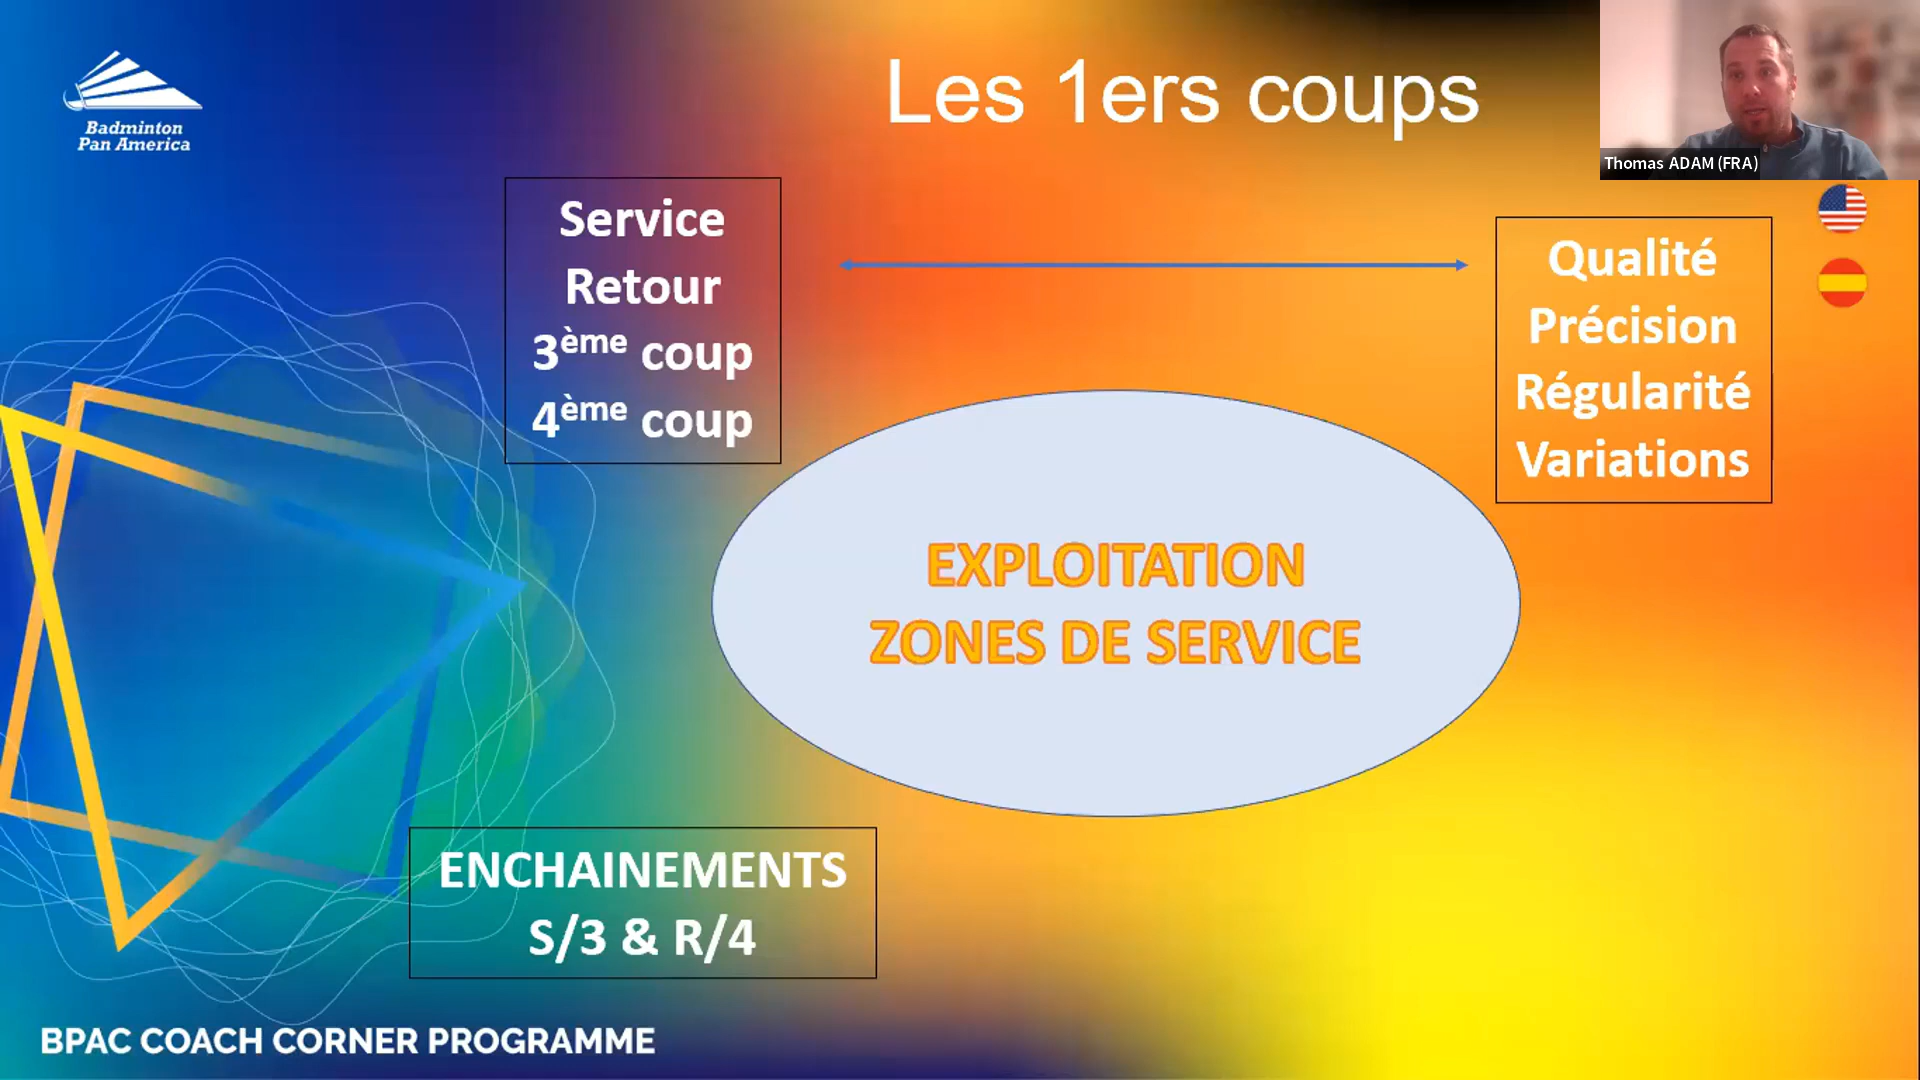 Badminton
Pan America
Les 1ers coups
Thomas ADAM (FRA)
Service
Retour
3ème coup
4ème coup
Qualité
Précision
Régularité
Variations
EXPLOITATION
ZONES DE SERVICE
ENCHAINEMENTS
S/3 & R/4
BPAC COACH CORNER PROGRAMME